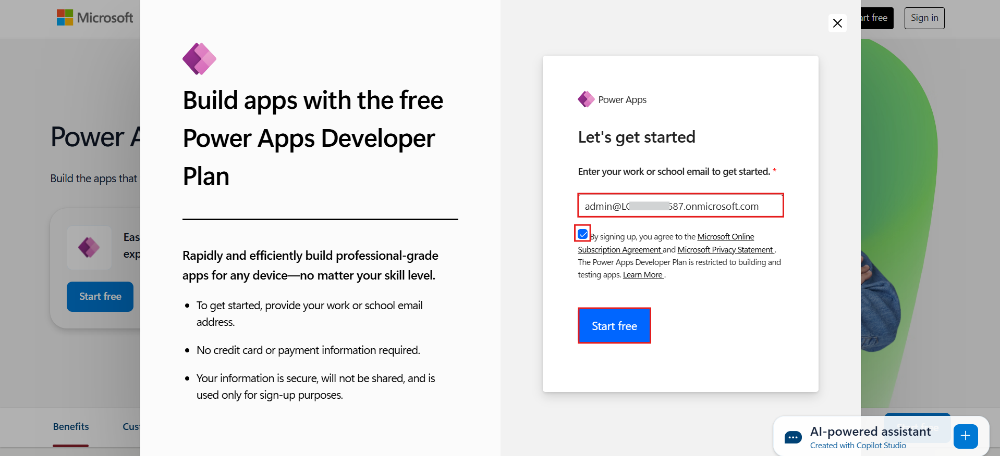 Microsoft
Start free
Sign in
Power A
Build the apps that
Eas
exp
Start free
Benefits
Cust
Build apps with the free
Power Apps Developer
Plan
Rapidly and efficiently build professional-grade
apps for any device—no matter your skill level.
To get started, provide your work or school email
address.
No credit card or payment information required.
Your information is secure, will not be shared, and is
used only for sign-up purposes.
Power Apps
Let's get started
Enter your work or school email to get started. *
admin@LO 587.onmicrosoft.com
By signing up, you agree to the Microsoft Online
Subscription Agreement and Microsoft Privacy Statement .
The Power Apps Developer Plan is restricted to building and
testing apps. Learn More .
Start free
Start free
AI-powered assistant
Created with Copilot Studio